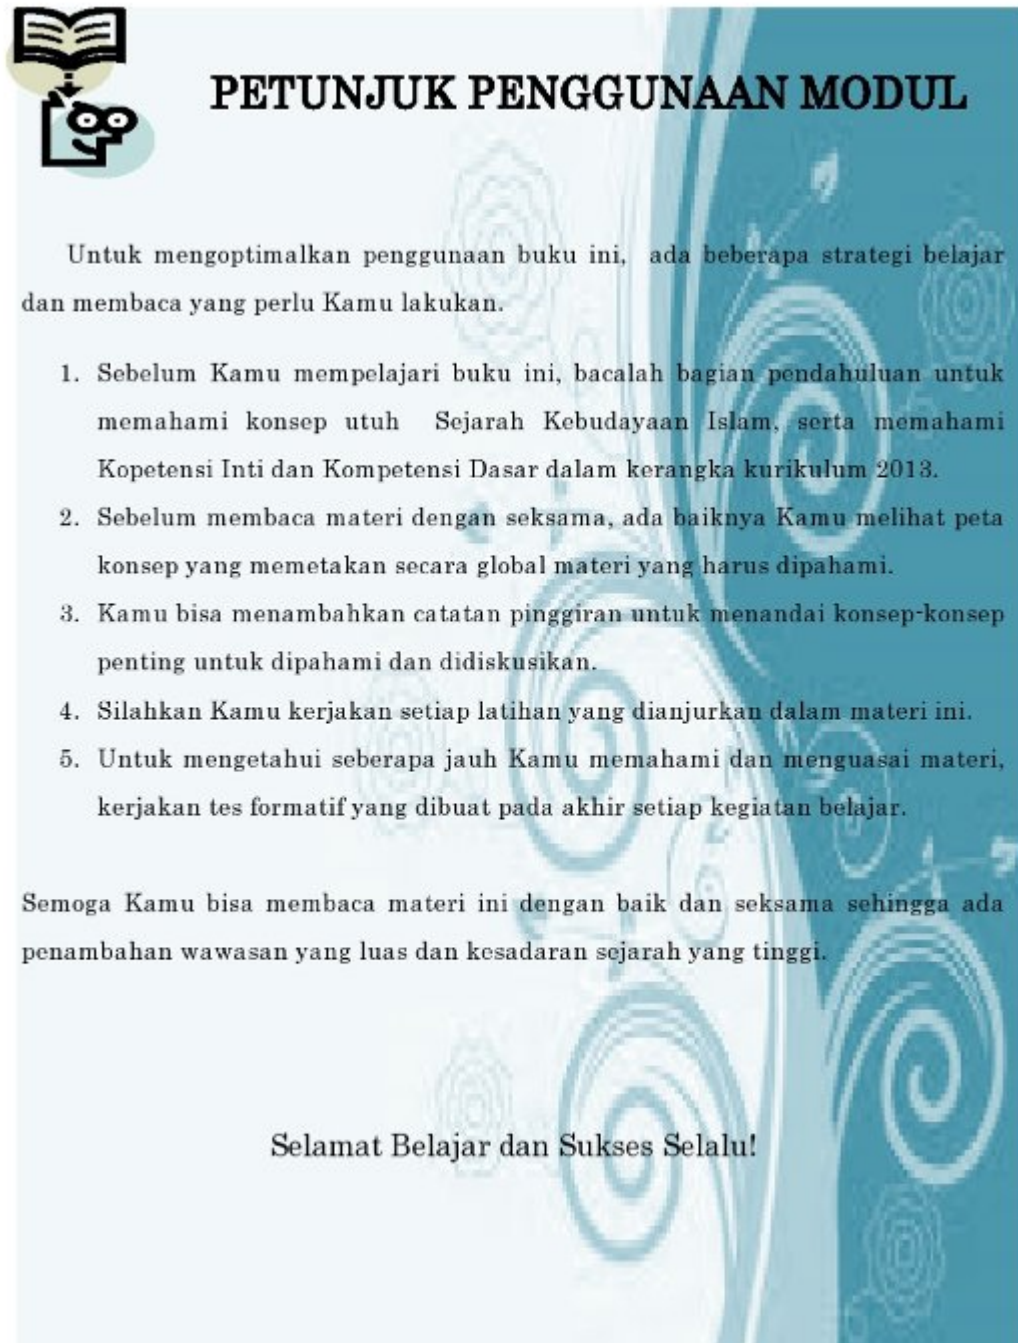 PETUNJUK PENGGUNAAN MODUL
Untuk mengoptimalkan penggunaan buku ini, ada beberapa strategi belajar
dan membaca yang perlu Kamu lakukan.
1. Sebelum Kamu mempelajari buku ini, bacalah bagian pendahuluan untuk
memahami konsep utuh Sejarah Kebudayaan Islam, serta memahami
Kopetensi Inti dan Kompetensi Dasar dalam kerangka kurikulum 2013.
2. Sebelum membaca materi dengan seksama, ada baiknya Kamu melihat peta
konsep yang memetakan secara global materi yang harus dipahami.
3. Kamu bisa menambahkan catatan pinggiran untuk menandai konsep-konsep
penting untuk dipahami dan didiskusikan.
4. Silahkan Kamu kerjakan setiap latihan yang dianjurkan dalam materi ini.
5. Untuk mengetahui seberapa jauh Kamu memahami dan menguasai materi,
kerjakan tes formatif yang dibuat pada akhir setiap kegiatan belajar.
Semoga Kamu bisa membaca materi ini dengan baik dan seksama sehingga ada
penambahan wawasan yang luas dan kesadaran sejarah yang tinggi.
Selamat Belajar dan Sukses Selalu!